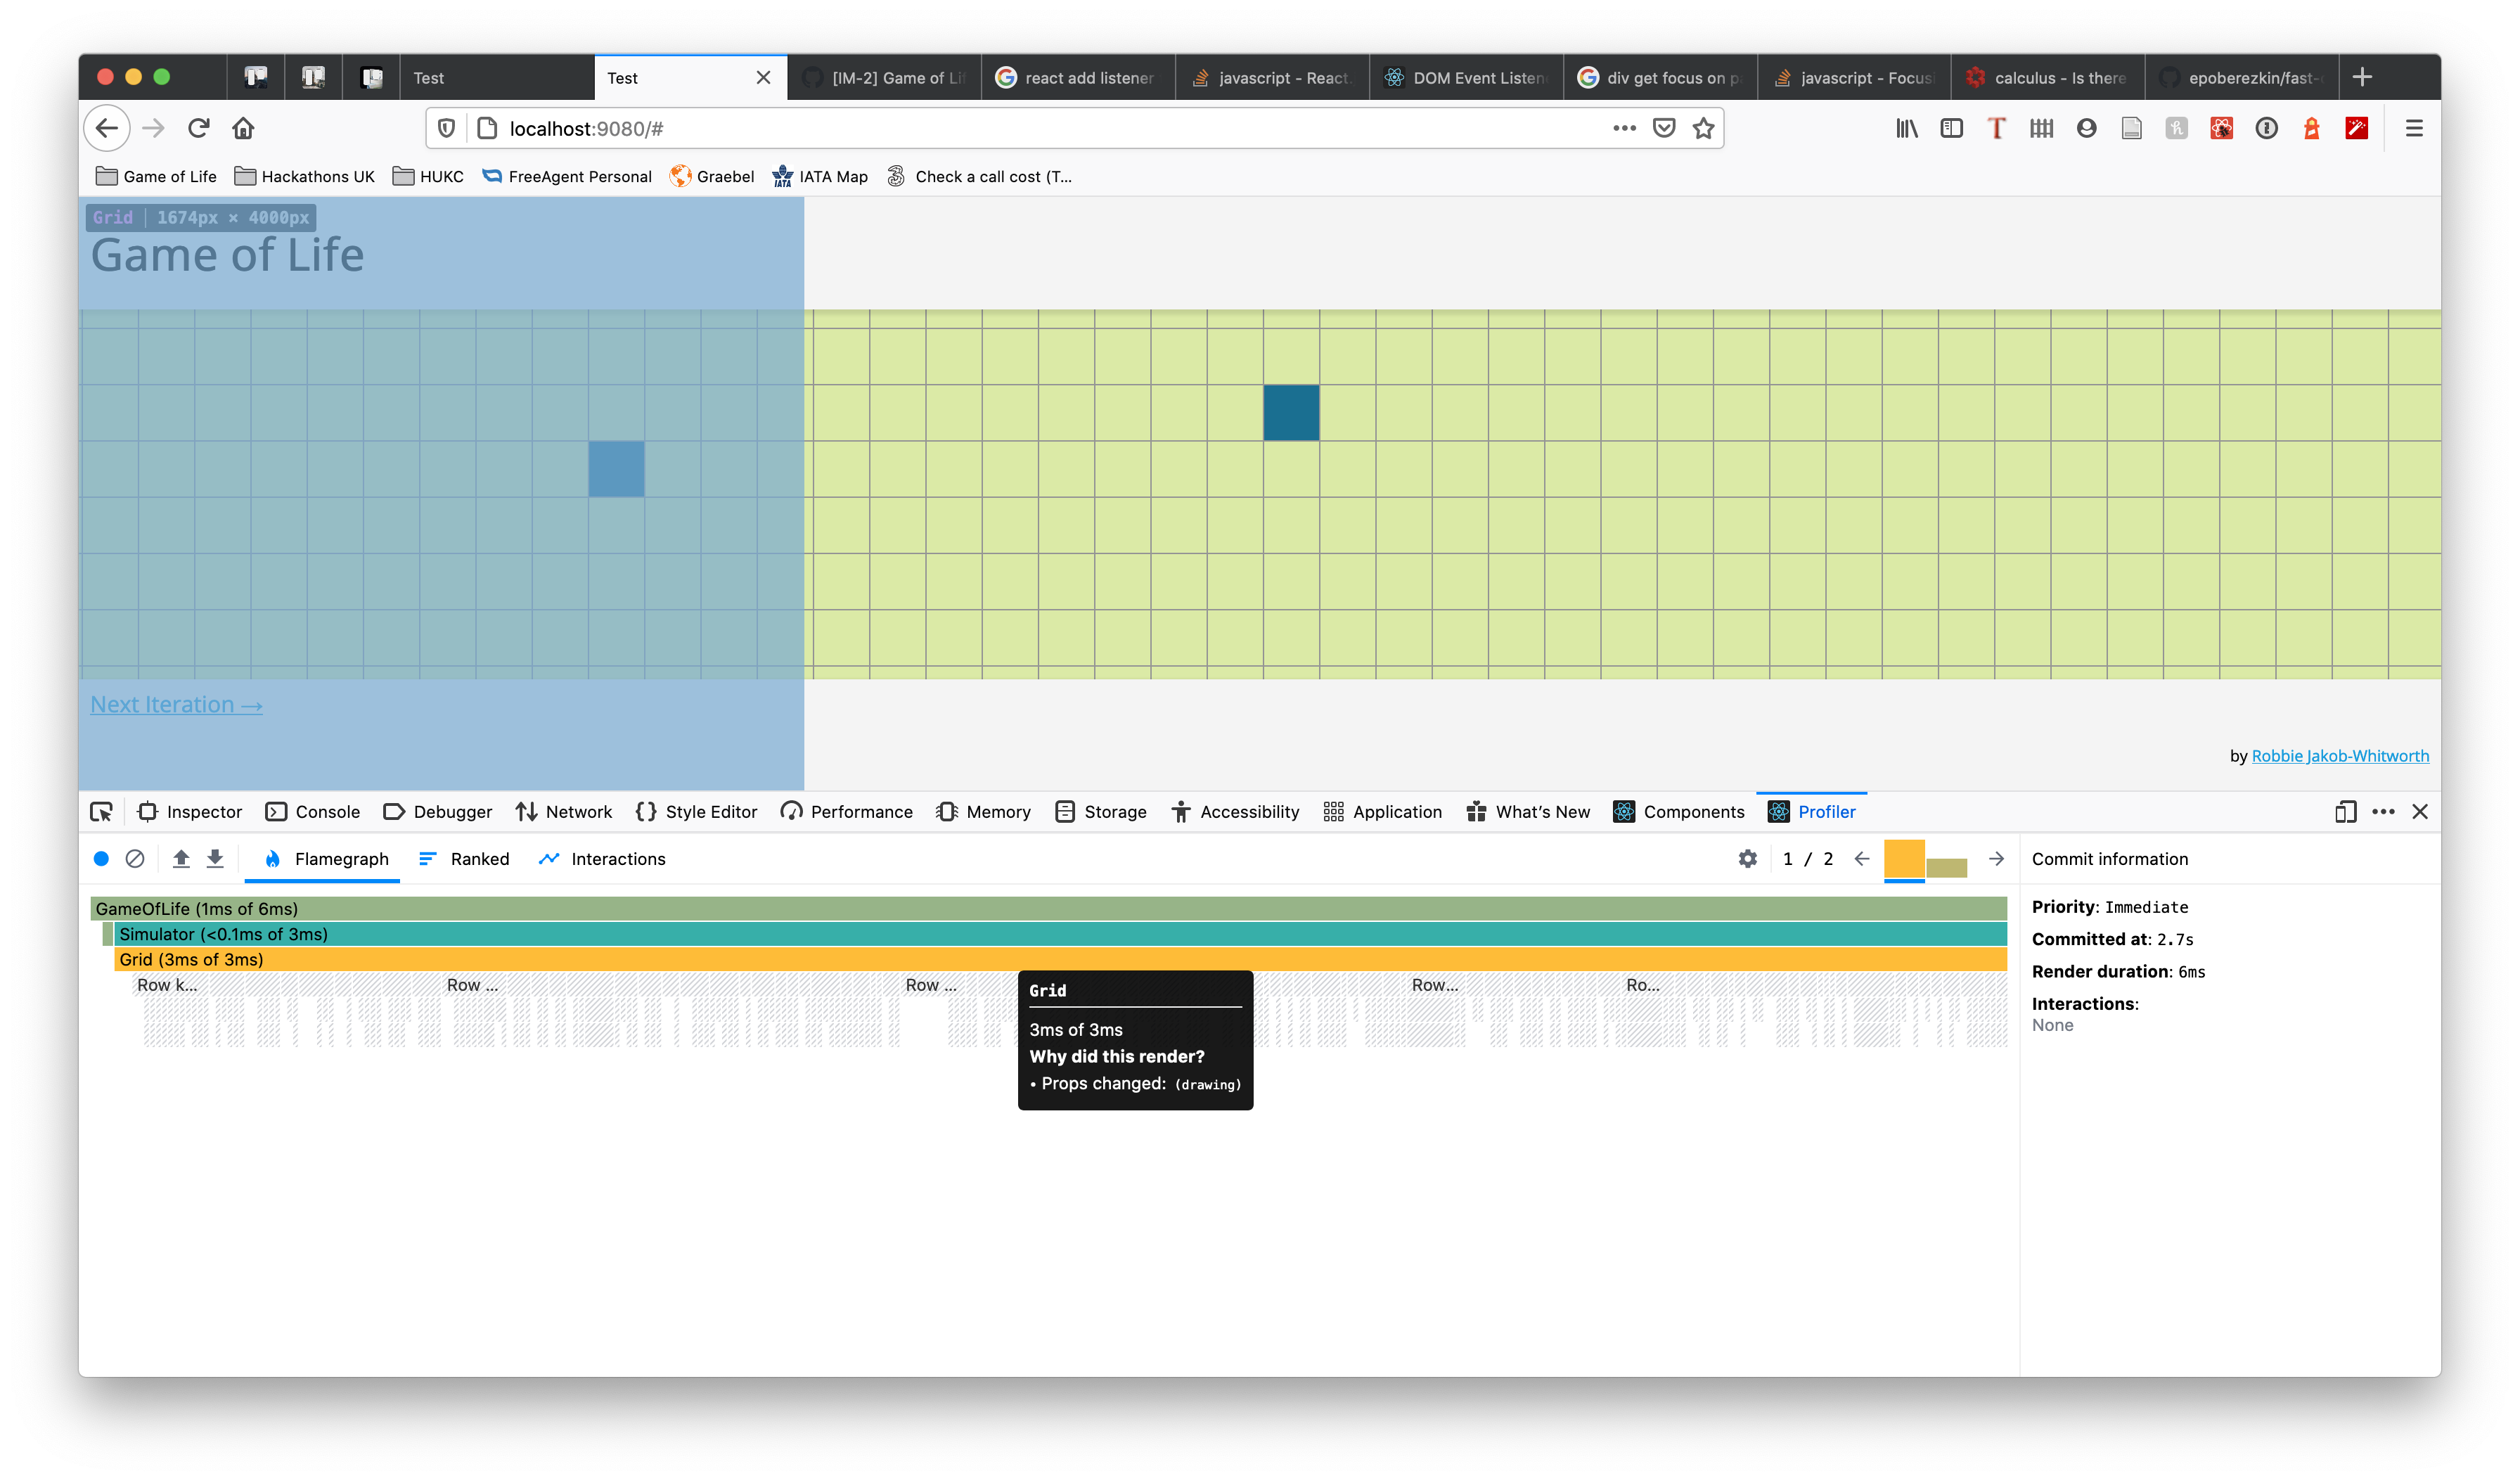 Test
Test
[IM-2] Game of Li
react add listener
javascript - React.
DOM Event Listen
div get focus on p
javascript - Focus
calculus - Is there
epoberezkin/fast-
localhost:9080/#
Game of Life
Hackathons UK
HUKC
FreeAgent Personal
IATA
Graebel
IATA Map
Check a call cost (T...
Grid | 1674px × 4000px
Game of Life
Next Iteration →
by Robbie Jakob-Whitworth
Inspector
Console
Debugger
Network
Style Editor
Performance
Memory
Storage
Accessibility
Application
What's New
Components
Profiler
Flamegraph
Ranked
Interactions
1 / 2
Commit information
GameOfLife (1ms of 6ms)
Simulator (<0.1ms of 3ms)
Grid (3ms of 3ms)
Row k...
Row ...
Row ...
Row...
Ro...
Grid
3ms of 3ms
Why did this render?
• Props changed: (drawing)
Priority: Immediate
Committed at: 2.7s
Render duration: 6ms
Interactions:
None